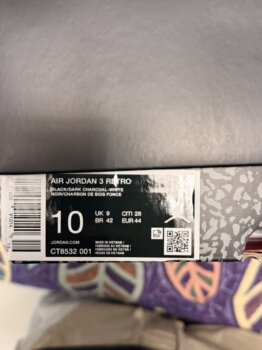 AIR JORDAN 3 RETRO
BLACK/DARK CHARCOAL-WHITE
NOIR/CHARBON DE BOIS FONCE
10
UK 9
CM 28
BR 42
EUR 44
JORDAN.COM
CT8532 001
MADE IN VIETNAM
FABRIQUÉ AU VIETNAM